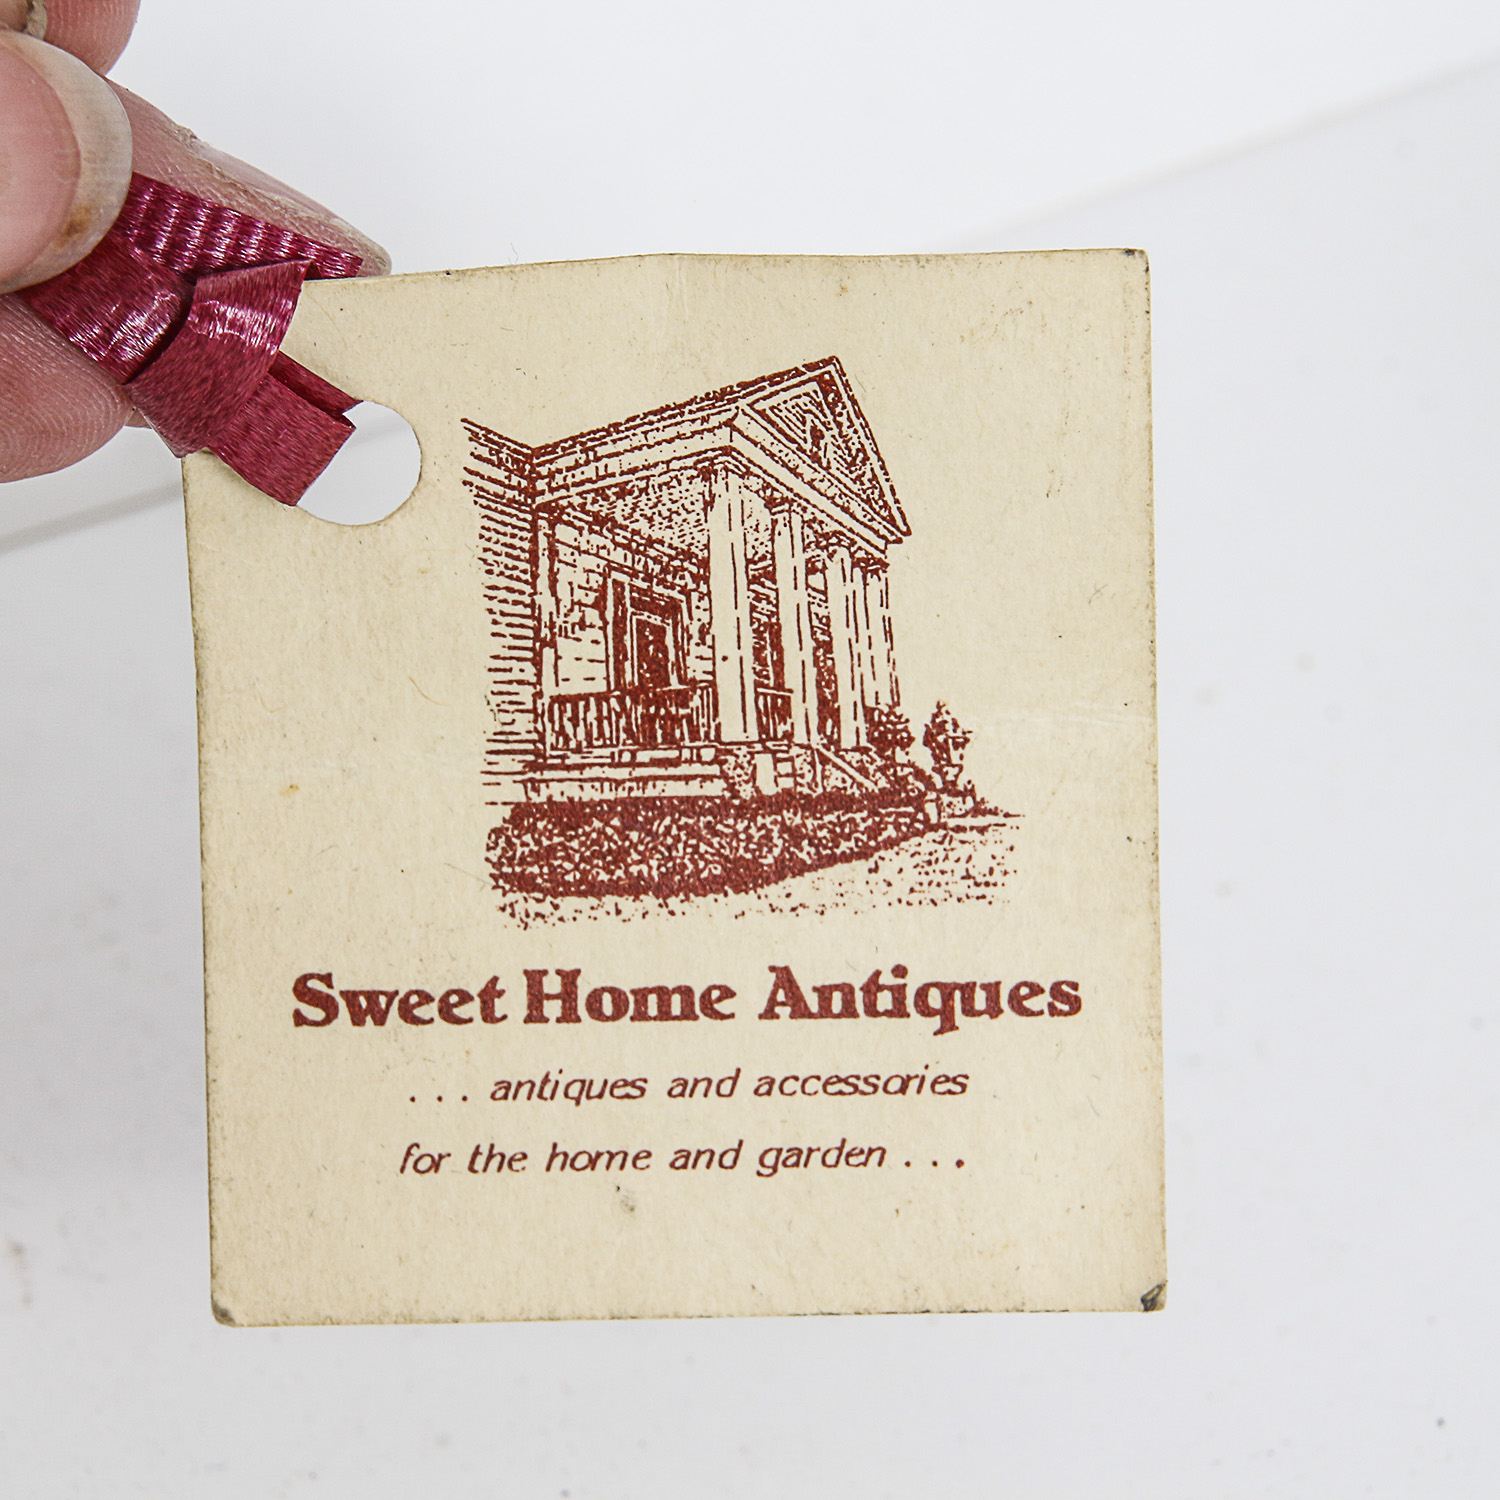 Sweet Home Antiques
. . . antiques and accessories
for the home and garden . . .